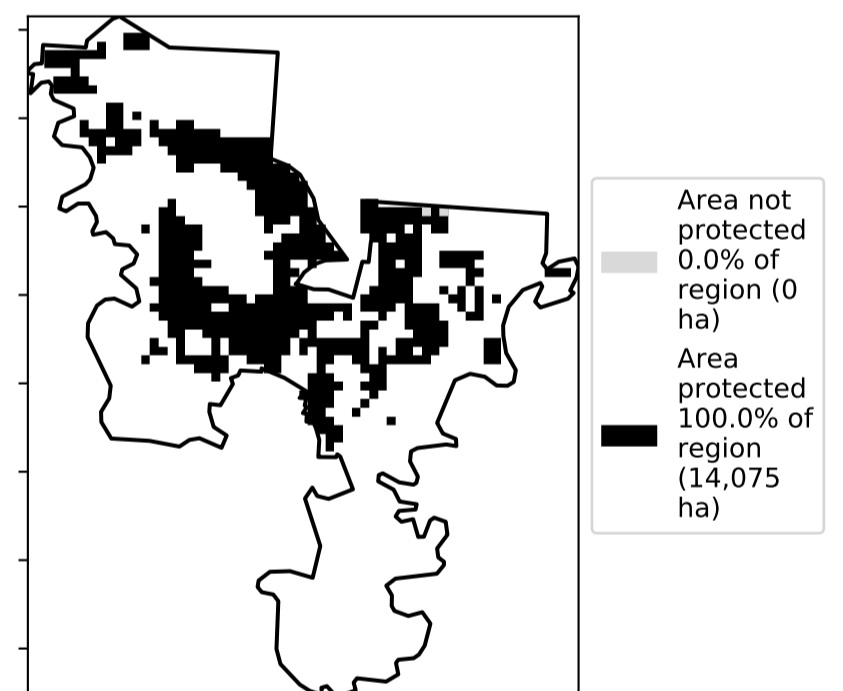 Area not
protected
0.0% of
region (0
ha)
Area
protected
100.0% of
region
(14,075
ha)